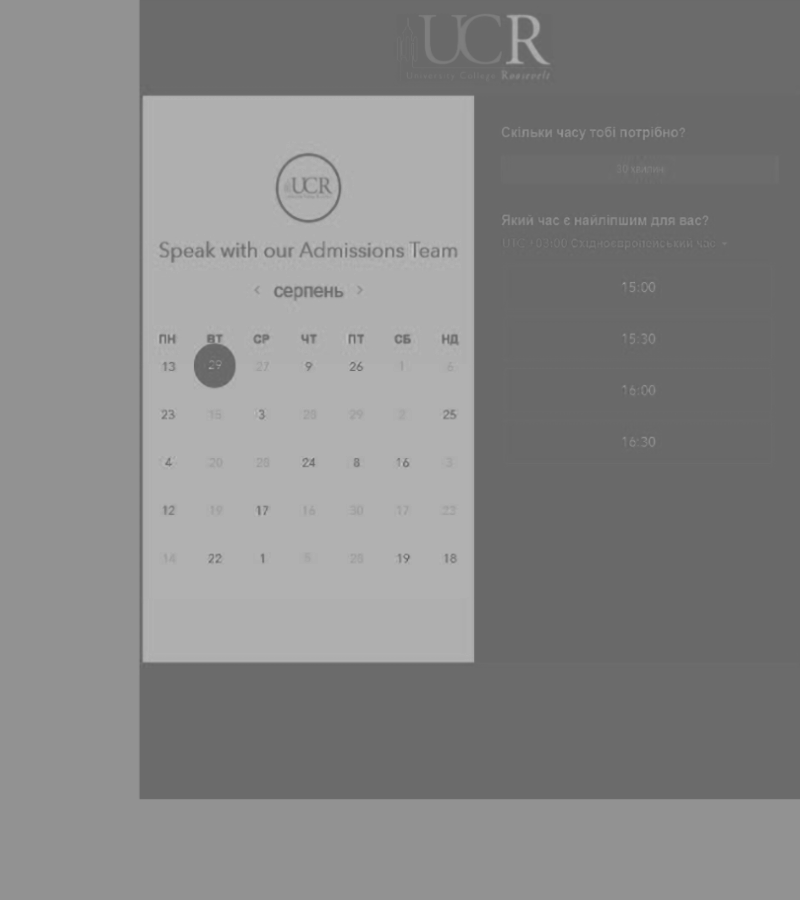 UCR
University College Roosevelt
UCR
Speak with our Admissions Team
‹ серпень ›
ПН ВТ СР ЧТ ПТ СБ НД
13 29 27 9 26 1 6
23 15 3 28 29 2 25
4 20 28 24 8 16 3
12 19 17 16 30 17 22
14 22 1 28 19 18
Скільки часу тобі потрібно?
30 хвилин
Який час є найліпшим для вас?
UTC +03:00 Східноєвропейський час
15:00
15:30
16:00
16:30